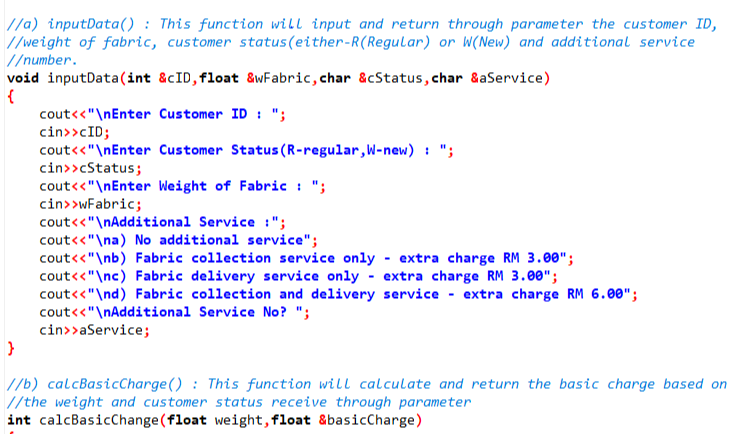 //a) inputData() : This function will input and return through parameter the customer ID,
//weight of fabric, customer status(either-R(Regular) or W(New) and additional service
//number.
void inputData(int &cID,float &wFabric,char &cStatus,char &aService)
{
cout<<"\nEnter Customer ID : ";
cin>>cID;
cout<<"\nEnter Customer Status(R-regular,W-new) : ";
cin>>cStatus;
cout<<"\nEnter Weight of Fabric : ";
cin>>wFabric;
cout<<"\nAdditional Service :";
cout<<"\na) No additional service";
cout<<"\nb) Fabric collection service only - extra charge RM 3.00";
cout<<"\nc) Fabric delivery service only - extra charge RM 3.00";
cout<<"\nd) Fabric collection and delivery service - extra charge RM 6.00";
cout<<"\nAdditional Service No? ";
cin>>aService;
}
//b) calcBasicCharge() : This function will calculate and return the basic charge based on
//the weight and customer status receive through parameter
int calcBasicChange(float weight,float &basicCharge)